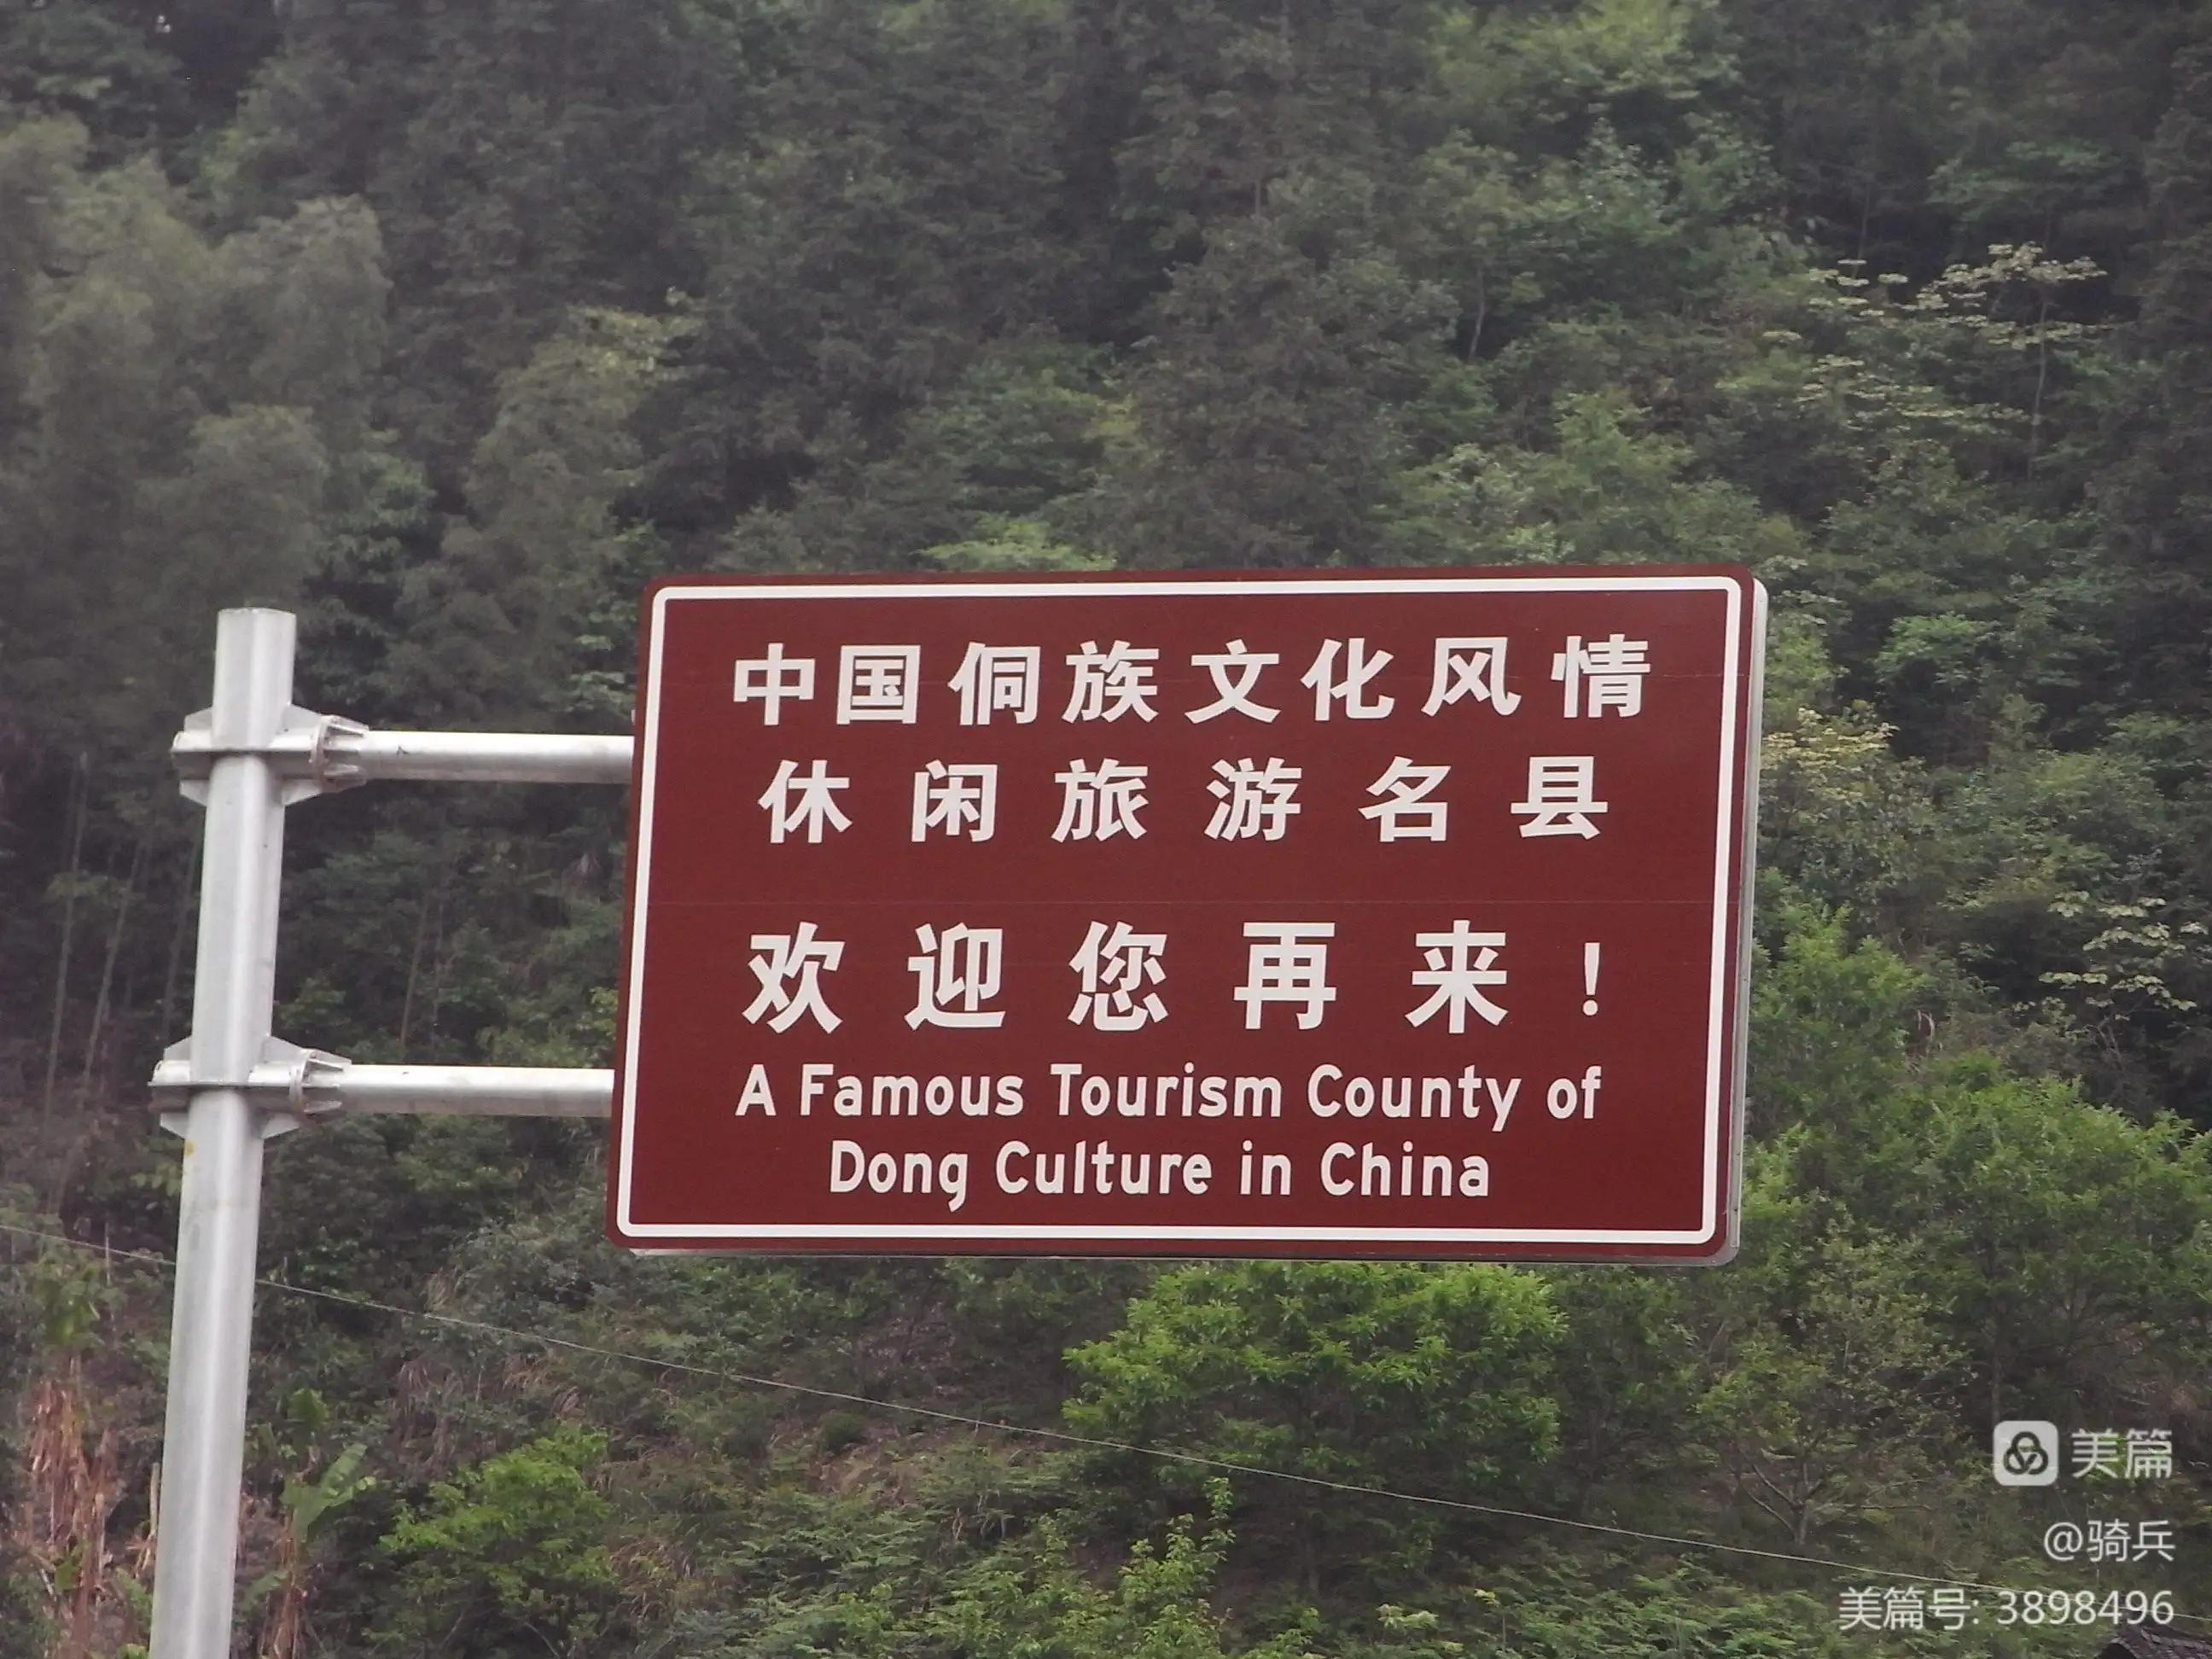 中国侗族文化风情
休闲旅游名县
欢迎您再来!
A Famous Tourism County of
Dong Culture in China
美篇
@骑兵
美篇号: 3898496